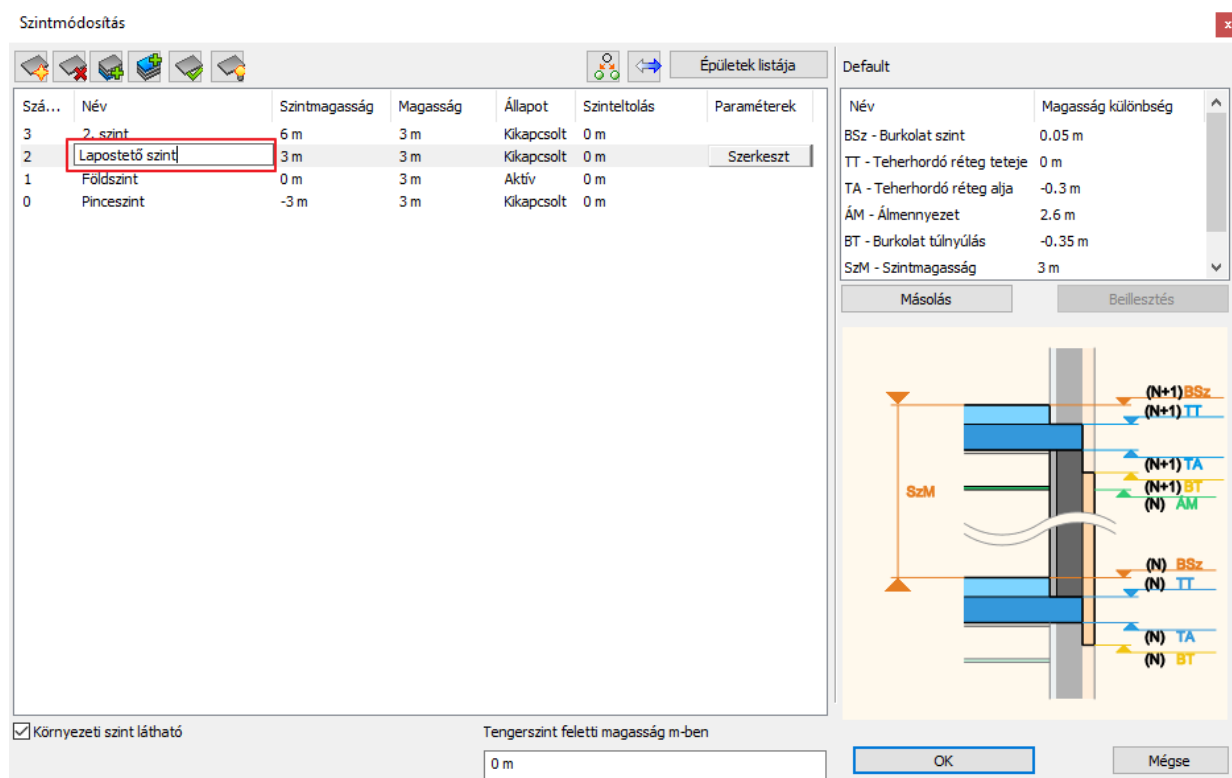 Szintmódosítás
x
Épületek listája
Szá... Név Szintmagasság Magasság Állapot Szinteltolás Paraméterek
3 2. szint 6 m 3 m Kikapcsolt 0 m
2 Lapostető szint 3 m 3 m Kikapcsolt 0 m Szerkeszt
1 Földszint 0 m 3 m Aktív 0 m
0 Pinceszint -3 m 3 m Kikapcsolt 0 m
Környezeti szint látható
Tengerszint feletti magasság m-ben
0 m
Default
Név Magasság különbség
BSz - Burkolat szint 0.05 m
TT - Teherhordó réteg teteje 0 m
TA - Teherhordó réteg alja -0.3 m
ÁM - Álmennyezet 2.6 m
BT - Burkolat túlnyúlás -0.35 m
SzM - Szintmagasság 3 m
Másolás Beillesztés
(N+1) BSz
(N+1) TT
(N+1) TA
(N+1) BT
(N) ÁM
SzM
(N) BSz
(N) TT
(N) TA
(N) BT
OK Mégse